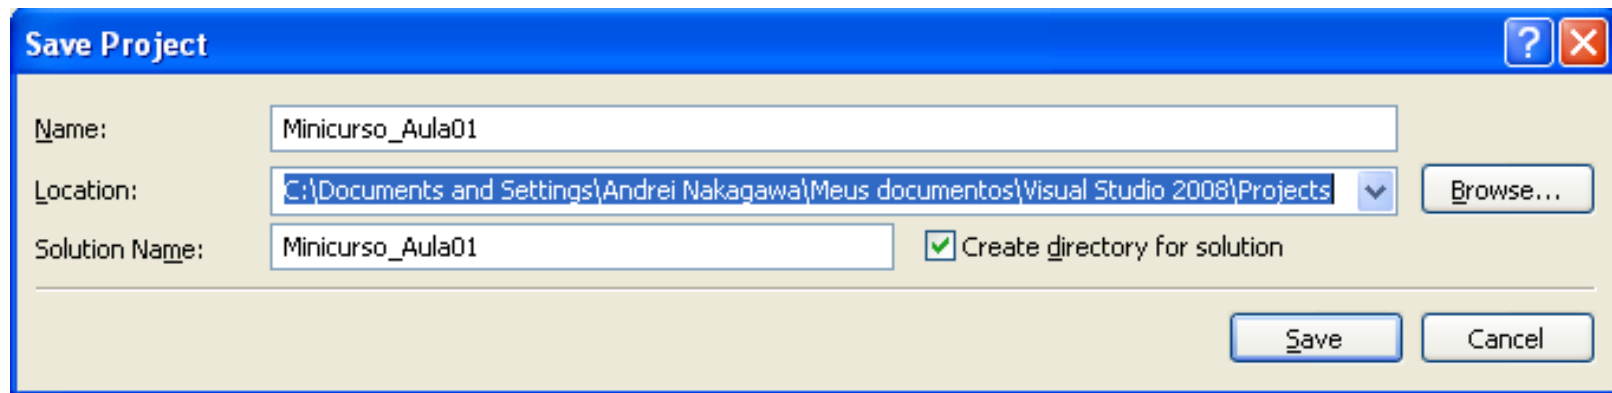 Save Project
Name: Minicurso_Aula01
Location: C:\Documents and Settings\Andrei Nakagawa\Meus documentos\Visual Studio 2008\Projects Browse...
Solution Name: Minicurso_Aula01 Create directory for solution
Save Cancel